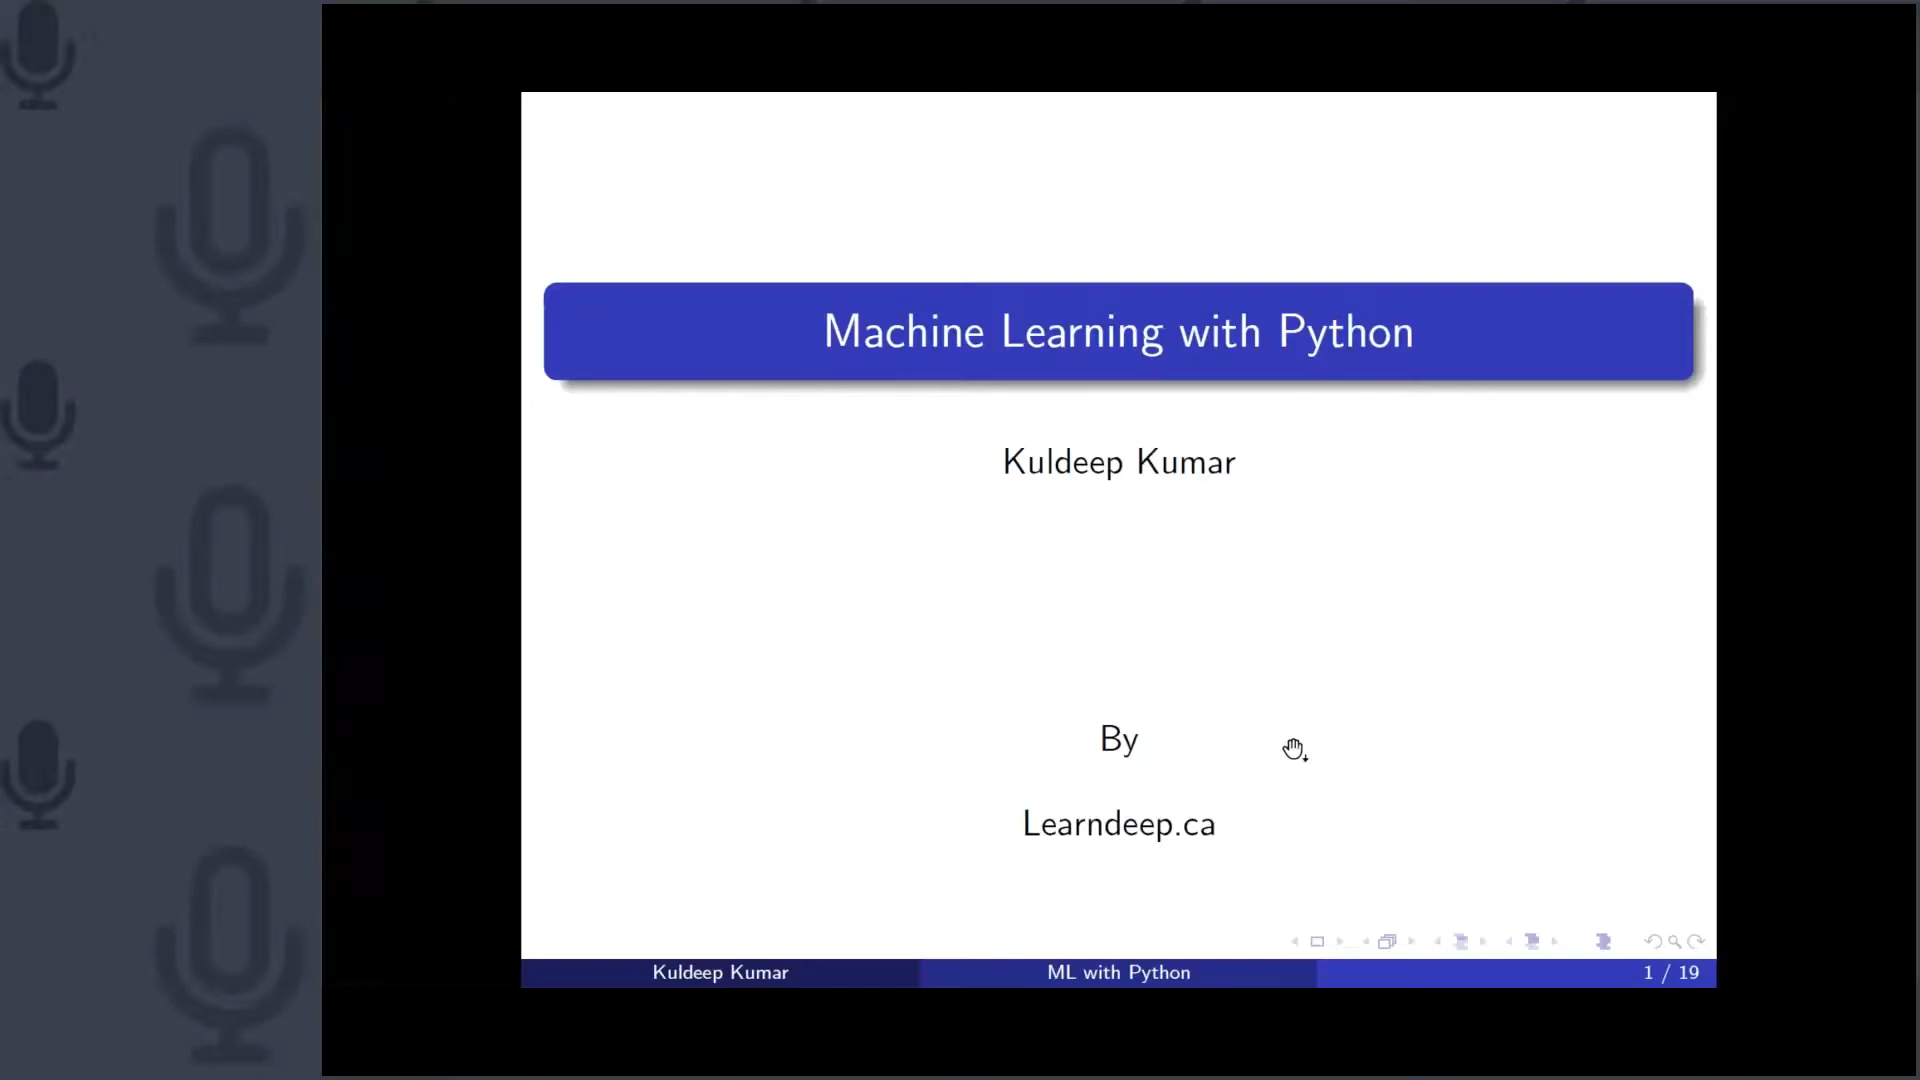 Machine Learning with Python
Kuldeep Kumar
By
Learndeep.ca
Kuldeep Kumar
ML with Python
1 / 19